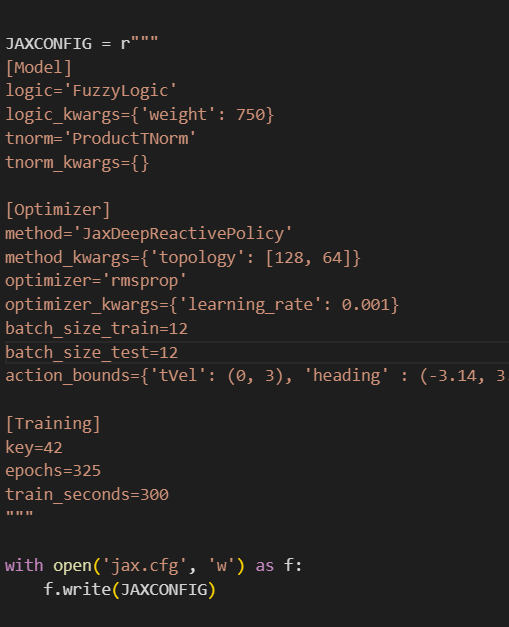 JAXCONFIG = r"""
[Model]
logic='FuzzyLogic'
logic_kwargs={'weight': 750}
tnorm='ProductTNorm'
tnorm_kwargs={}
[Optimizer]
method='JaxDeepReactivePolicy'
method_kwargs={'topology': [128, 64]}
optimizer='rmsprop'
optimizer_kwargs={'learning_rate': 0.001}
batch_size_train=12
batch_size_test=12
action_bounds={'tVel': (0, 3), 'heading' : (-3.14, 3
[Training]
key=42
epochs=325
train_seconds=300
"""
with open('jax.cfg', 'w') as f:
    f.write(JAXCONFIG)